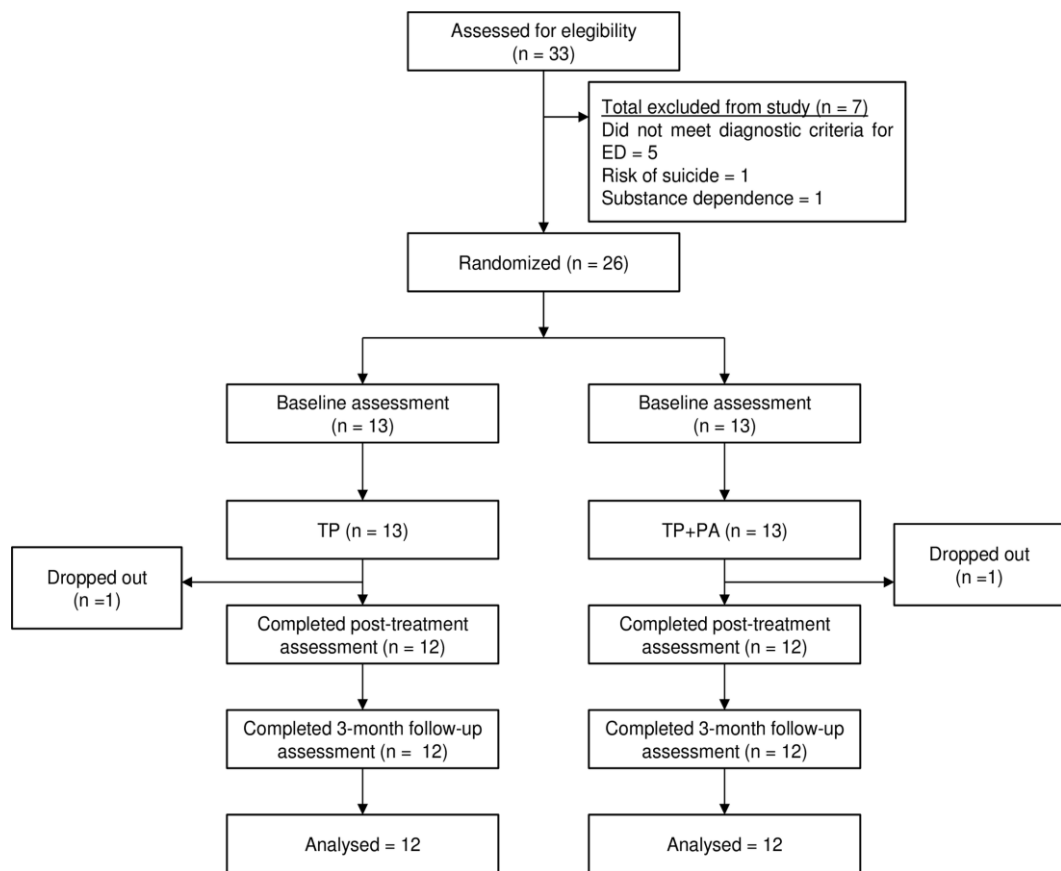 Assessed for elegibility
(n = 33)
Total excluded from study (n = 7)
Did not meet diagnostic criteria for
ED = 5
Risk of suicide = 1
Substance dependence = 1
Randomized (n = 26)
Baseline assessment
(n = 13)
Baseline assessment
(n = 13)
TP (n = 13)
TP+PA (n = 13)
Dropped out
(n =1)
Dropped out
(n =1)
Completed post-treatment
assessment (n = 12)
Completed post-treatment
assessment (n = 12)
Completed 3-month follow-up
assessment (n = 12)
Completed 3-month follow-up
assessment (n = 12)
Analysed = 12
Analysed = 12